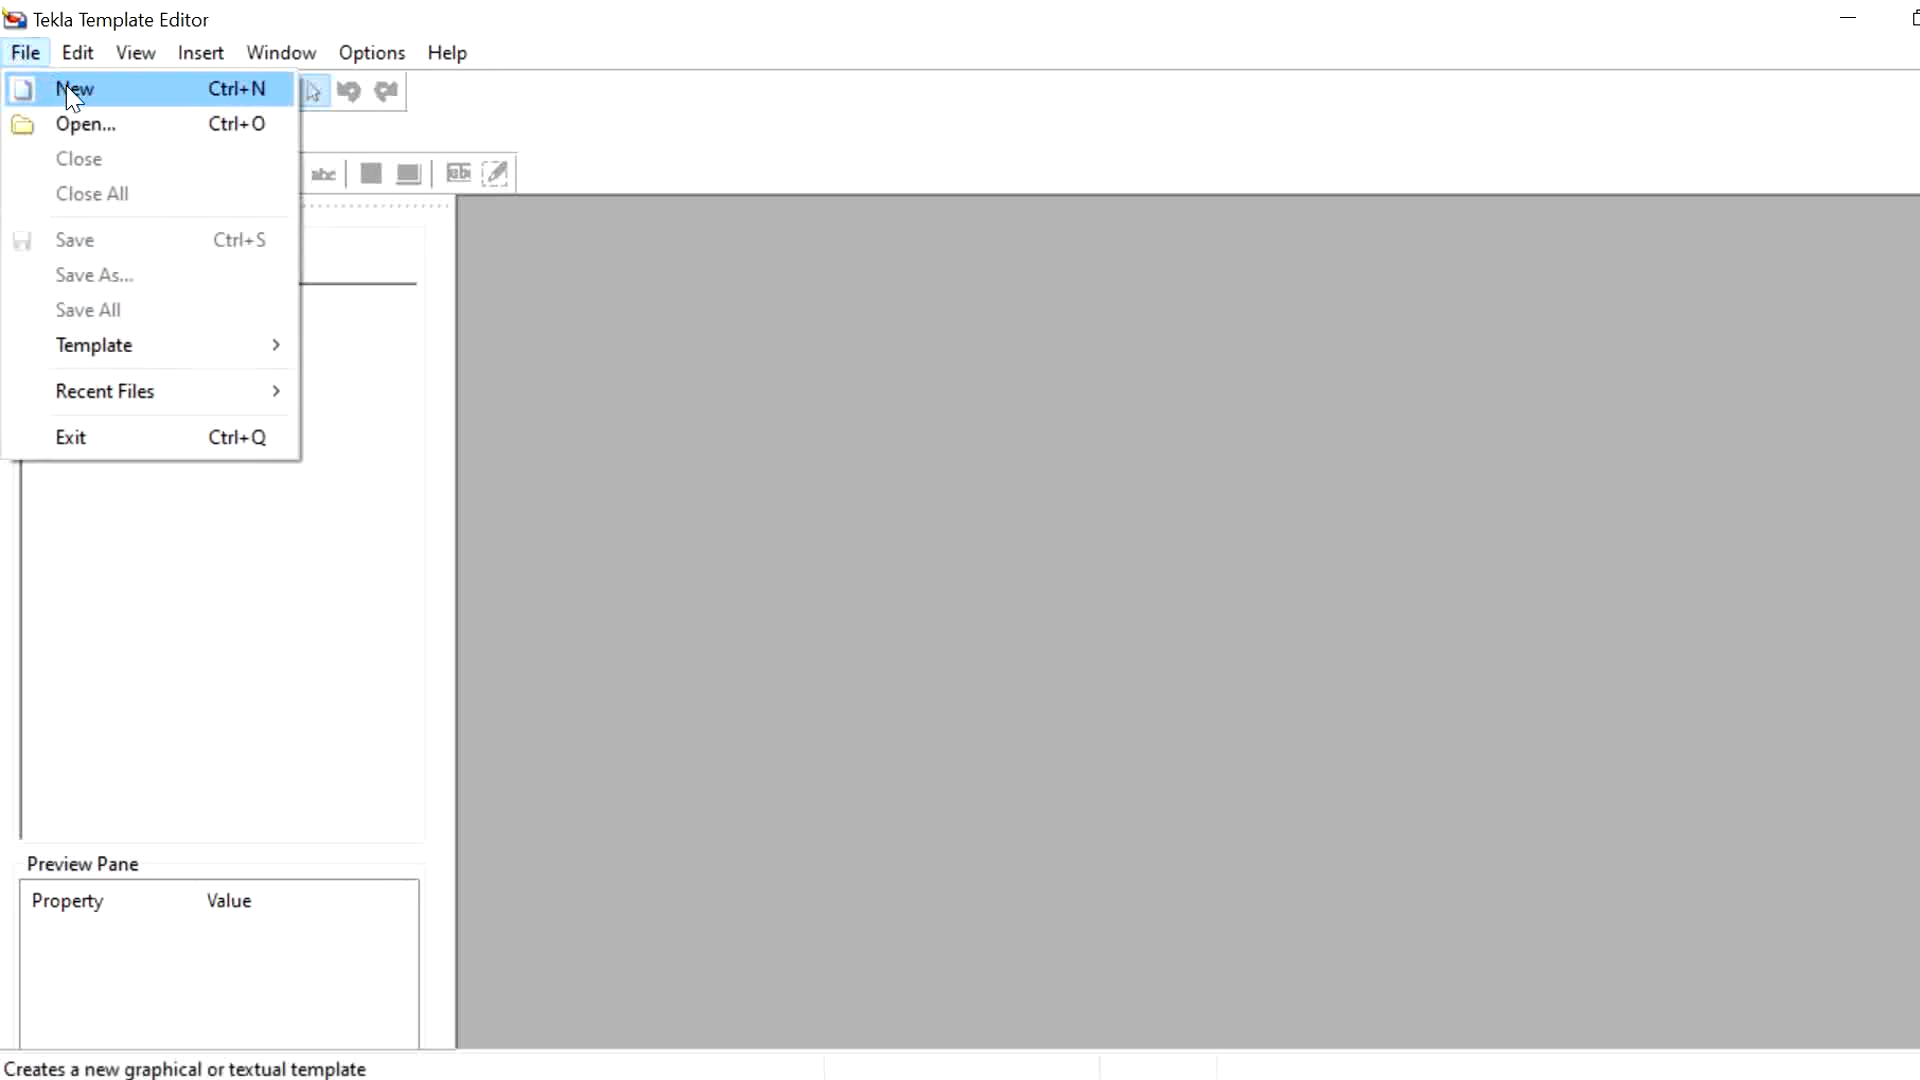 Tekla Template Editor
File Edit View Insert Window Options Help
New Ctrl+N
Open... Ctrl+O
Close
Close All
abc
Save Ctrl+S
Save As...
Save All
Template
Recent Files
Exit Ctrl+Q
Preview Pane
Property Value
Creates a new graphical or textual template